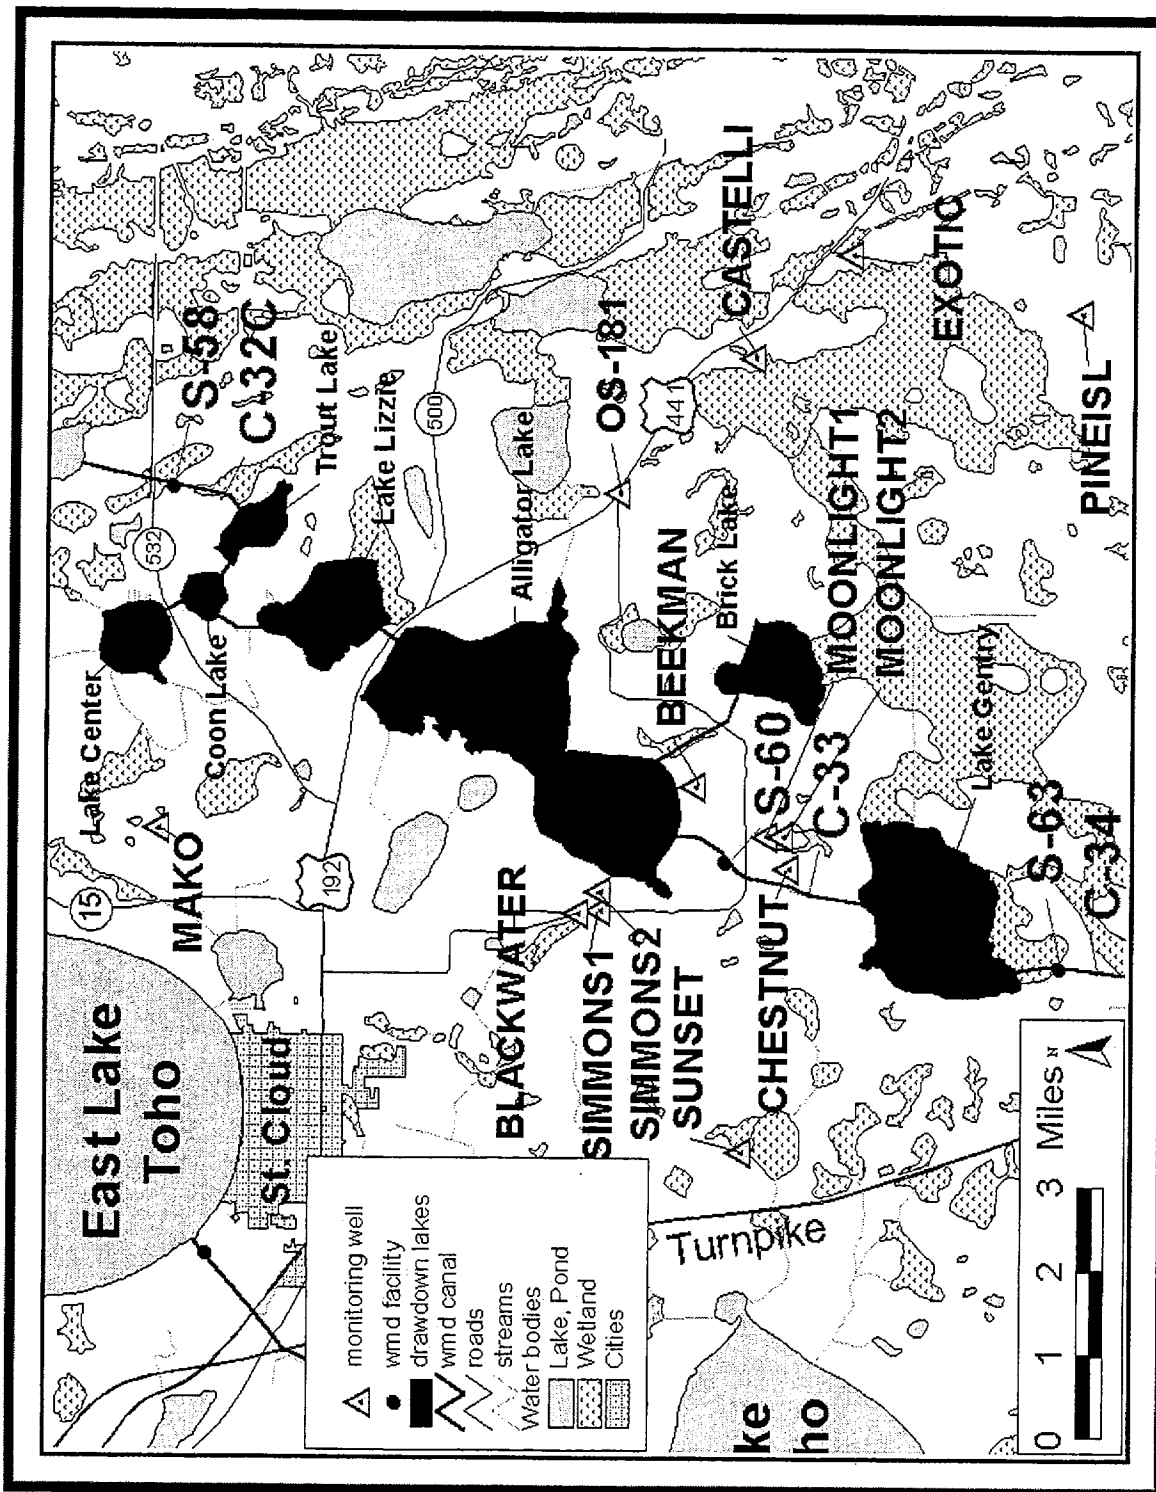 East Lake
Toho
St. Cloud
15
MAKO
Lake Center
Coon Lake
532
S-58
C-32C
Trout Lake
Lake Lizzie
192
500
Alligator Lake
BLACKWATER
SIMMONS1
SIMMONS2
SUNSET
OS-181
441
CASTELLI
BEEKMAN
Brick Lake
CHESTNUT
S-60
C-33
MOONLIGHT1
MOONLIGHT2
EXOTIC
Lake Gentry
S-63
C-34
PINEISL
Turnpike
ke
ho
monitoring well
wmd facility
drawdown lakes
wmd canal
roads
streams
Water bodies
Lake, Pond
Wetland
Cities
0 1 2 3 Miles
N